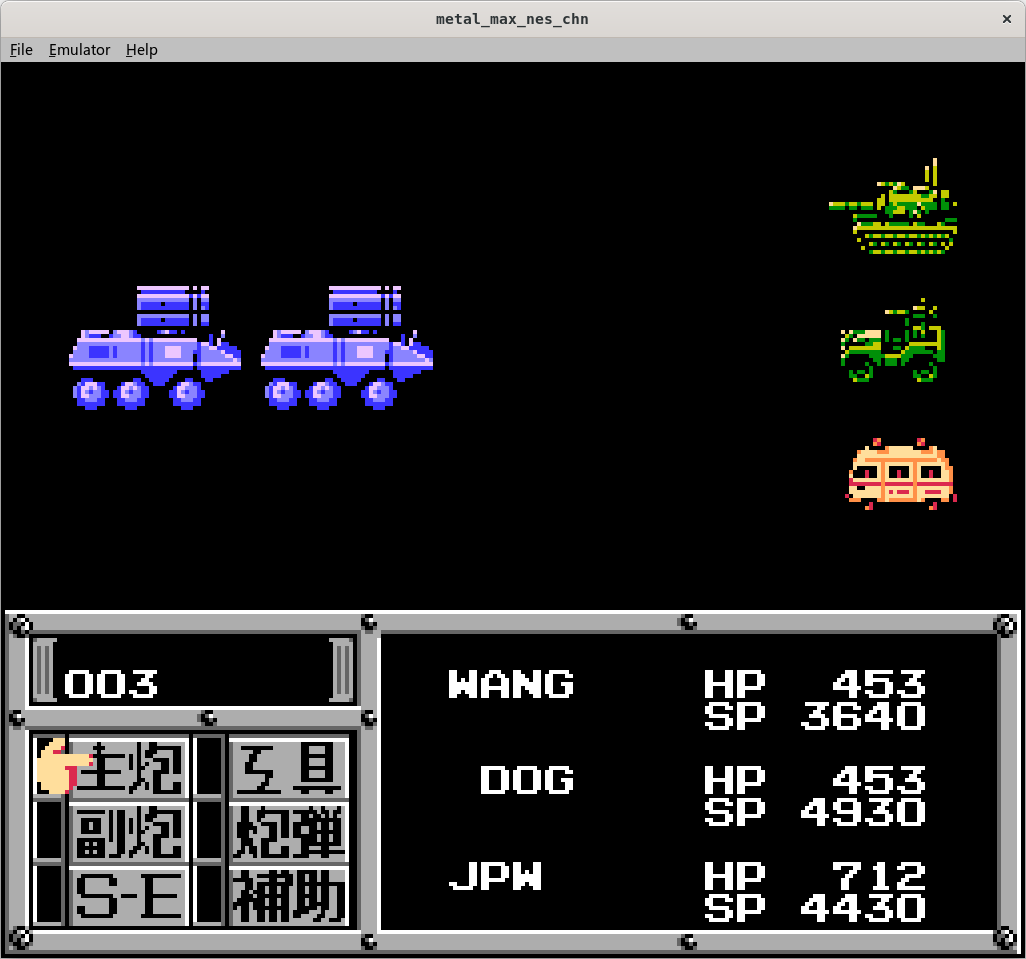 metal_max_nes_chn
×
File Emulator Help
003
主炮 工具
副炮 炮弹
S-E 補助
WANG HP 453
SP 3640
DOG HP 453
SP 4930
JPW HP 712
SP 4430